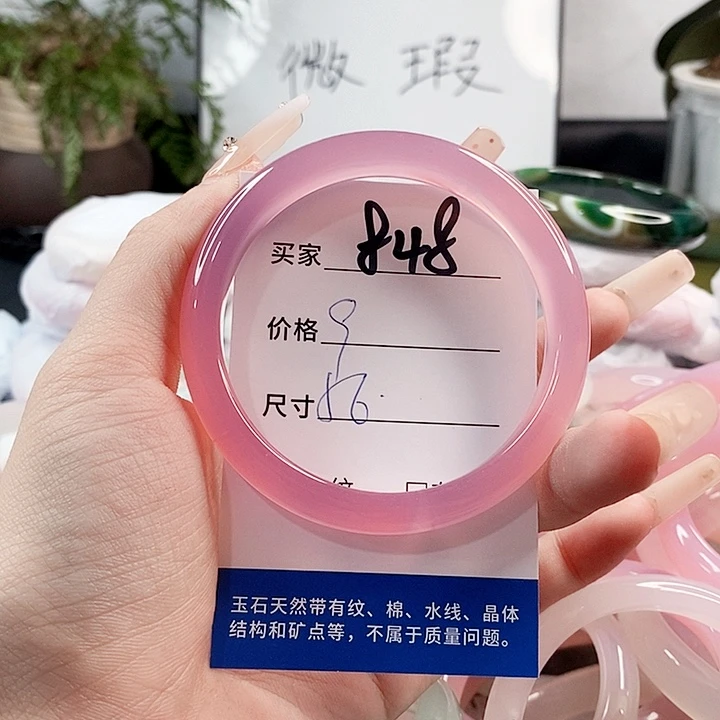 微 瑕
买家 848
价格 9
尺寸 56
玉石天然带有纹、棉、水线、晶体
结构和矿点等，不属于质量问题。